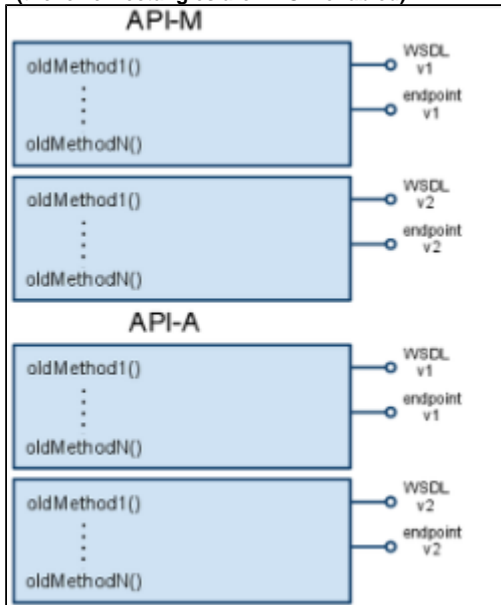 API-M
oldMethod1()
oldMethodN()
WSDL
v1
endpoint
v1
oldMethod1()
oldMethodN()
WSDL
v2
endpoint
v2
API-A
oldMethod1()
oldMethodN()
WSDL
v1
endpoint
v1
oldMethod1()
oldMethodN()
WSDL
v2
endpoint
v2